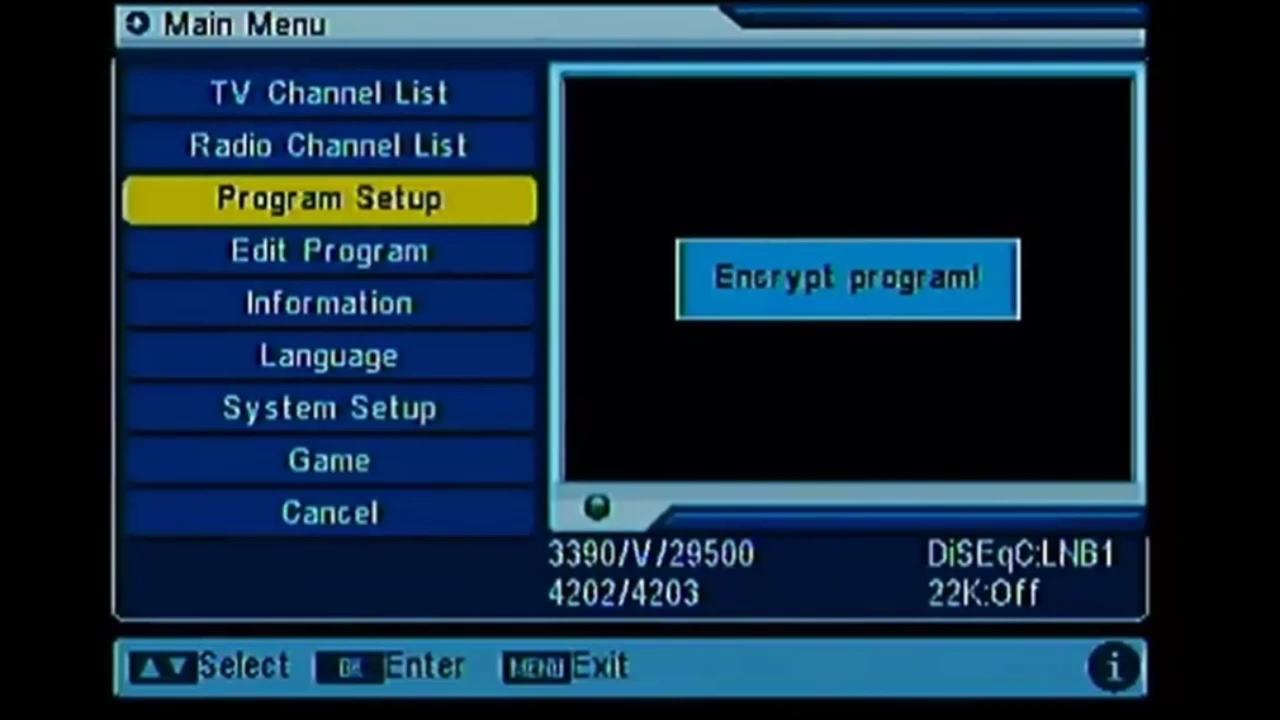 Main Menu
TV Channel List
Radio Channel List
Program Setup
Edit Program
Information
Language
System Setup
Game
Cancel
Encrypt program!
3390/V/29500
DiSEqC:LNB1
4202/4203
22K:Off
Select
OK Enter
MENU Exit
i